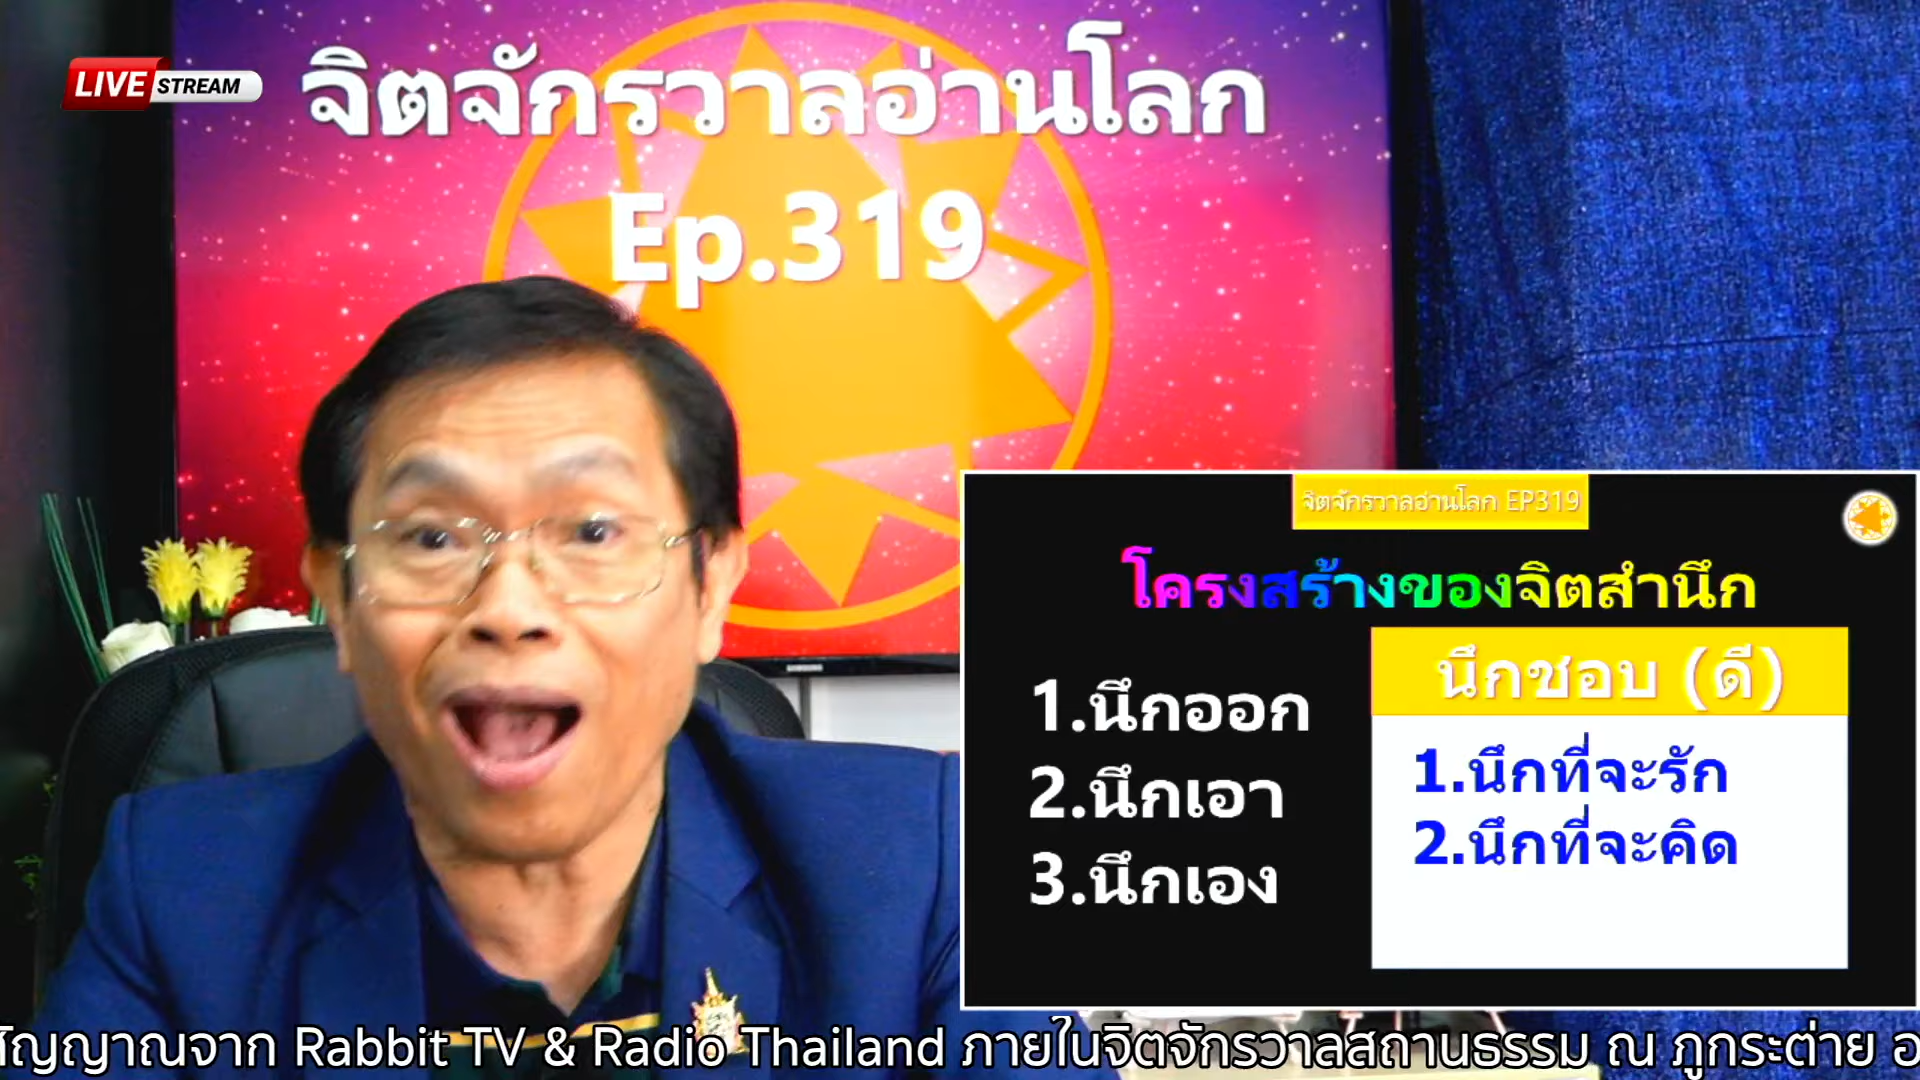 LIVE STREAM
จิตจักรวาลอ่านโลก
Ep.319
จิตจักรวาลอ่านโลก EP319
โครงสร้างของจิตสำนึก
นึกชอบ (ดี)
1.นึกออก
2.นึกเอา
3.นึกเอง
1.นึกที่จะรัก
2.นึกที่จะคิด
SAMSUNG
สัญญาณจาก Rabbit TV & Radio Thailand ภายในจิตจักรวาลสถานธรรม ณ ภูกระต่าย อ